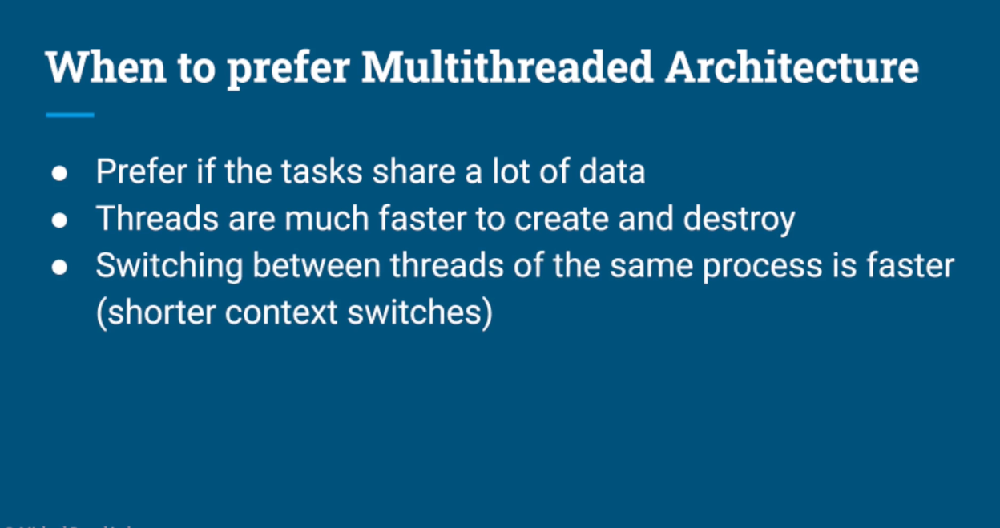 When to prefer Multithreaded Architecture
● Prefer if the tasks share a lot of data
● Threads are much faster to create and destroy
● Switching between threads of the same process is faster
(shorter context switches)